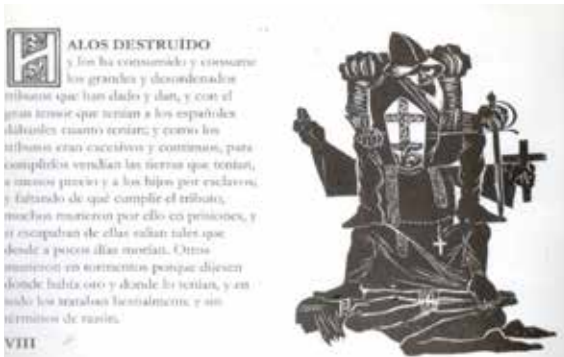 HALOS DESTRUÍDO
y los ha consumido y consume
los grandes y desordenados
tributos que han dado y dan, y con el
gran temor que tenían a los españoles
dábanles cuanto tenían; y como los
tributos eran excesivos y continuos, para
cumplirlos vendían las tierras que tenían,
a menos precio y a los hijos por esclavos;
y faltando de qué cumplir el tributo,
muchos murieron por ello en prisiones, y
si escapaban de ellas salían tales que
desde a pocos días morían. Otros
murieron en tormentos porque dijesen
donde había oro y donde lo tenían, y en
todo los trataban bestialmente y sin
términos de razón.
VIII